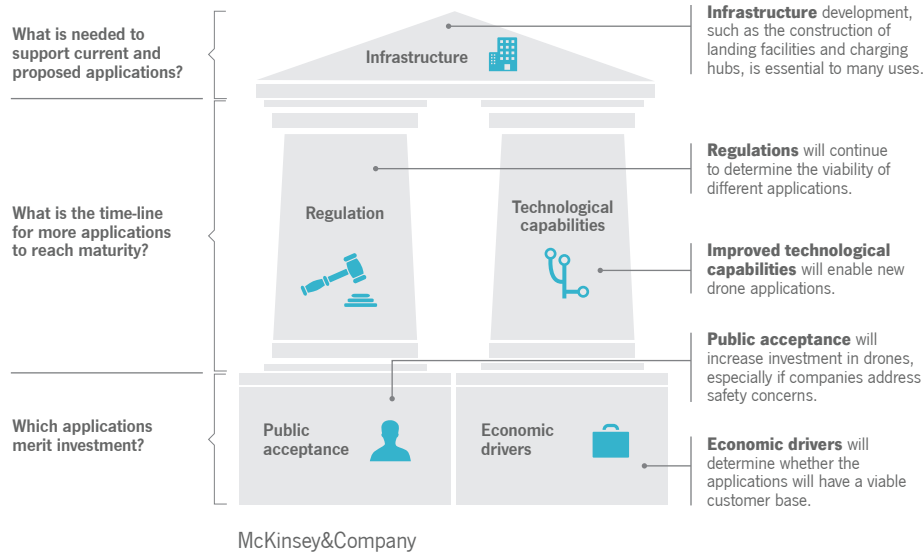 What is needed to
support current and
proposed applications?
Infrastructure
Infrastructure development,
such as the construction of
landing facilities and charging
hubs, is essential to many uses.
What is the time-line
for more applications
to reach maturity?
Regulation
Technological
capabilities
Regulations will continue
to determine the viability of
different applications.
Improved technological
capabilities will enable new
drone applications.
Which applications
merit investment?
Public
acceptance
Economic
drivers
Public acceptance will
increase investment in drones,
especially if companies address
safety concerns.
Economic drivers will
determine whether the
applications will have a viable
customer base.
McKinsey&Company